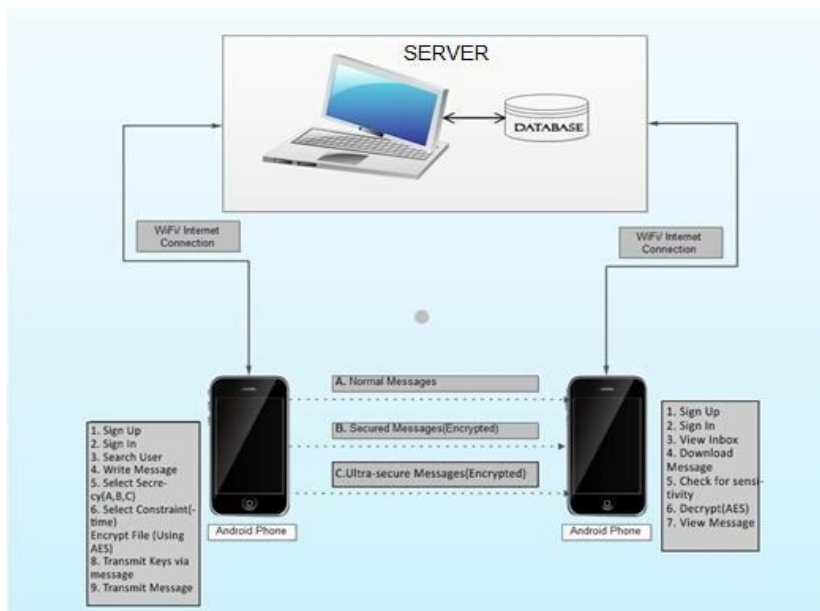 SERVER
DATABASE
WiFi/ Internet
Connection
WiFi/ Internet
Connection
A. Normal Messages
B. Secured Messages(Encrypted)
C.Ultra-secure Messages(Encrypted)
1. Sign Up
2. Sign In
3. Search User
4. Write Message
5. Select Secre-
cy(A,B,C)
6. Select Constraint(-
time)
Encrypt File (Using
AES)
8. Transmit Keys via
message
9. Transmit Message
Android Phone
Android Phone
1. Sign Up
2. Sign In
3. View Inbox
4. Download
Message
5. Check for sensi-
tivity
6. Decrypt(AES)
7. View Message